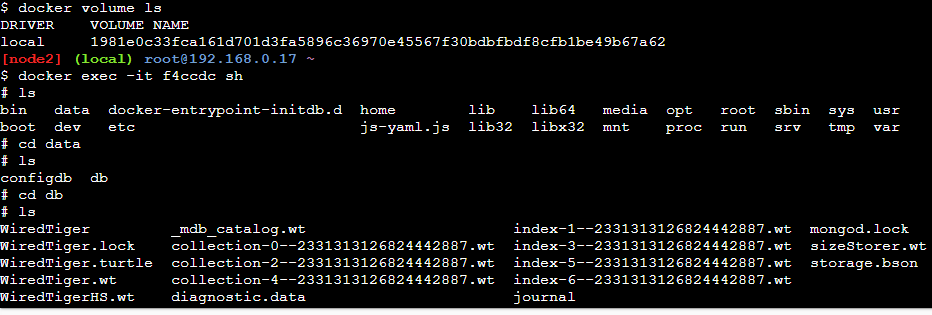 $ docker volume ls
DRIVER    VOLUME NAME
local     1981e0c33fca161d701d3fa5896c36970e45567f30bdbfbdf8cfb1be49b67a62
[node2] (local) root@192.168.0.17 ~
$ docker exec -it f4ccdc sh
# ls
bin   data  docker-entrypoint-initdb.d  home        lib    lib64   media  opt   root  sbin  sys  usr
boot  dev   etc                         js-yaml.js  lib32  libx32  mnt    proc  run   srv   tmp  var
# cd data
# ls
configdb  db
# cd db
# ls
WiredTiger         _mdb_catalog.wt                       index-1--2331313126824442887.wt  mongod.lock
WiredTiger.lock    collection-0--2331313126824442887.wt  index-3--2331313126824442887.wt  sizeStorer.wt
WiredTiger.turtle  collection-2--2331313126824442887.wt  index-5--2331313126824442887.wt  storage.bson
WiredTiger.wt      collection-4--2331313126824442887.wt  index-6--2331313126824442887.wt
WiredTigerHS.wt    diagnostic.data                       journal